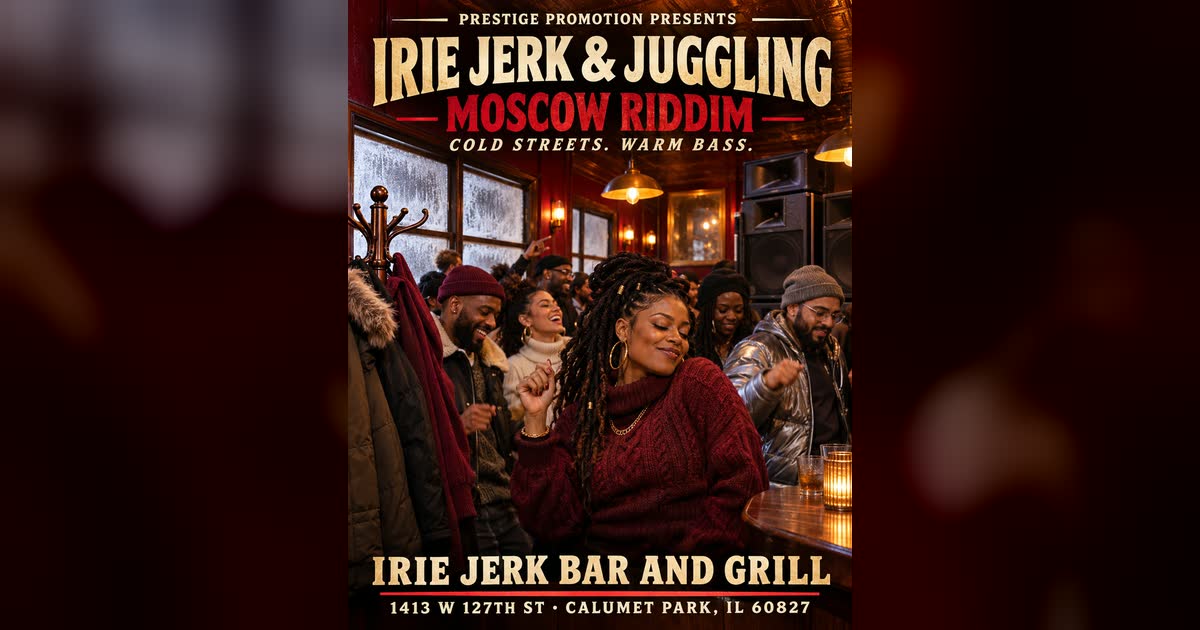 PRESTIGE PROMOTION PRESENTS
IRIE JERK & JUGGLING
MOSCOW RIDDIM
COLD STREETS. WARM BASS.
IRIE JERK BAR AND GRILL
1413 W 127TH ST • CALUMET PARK, IL 60827